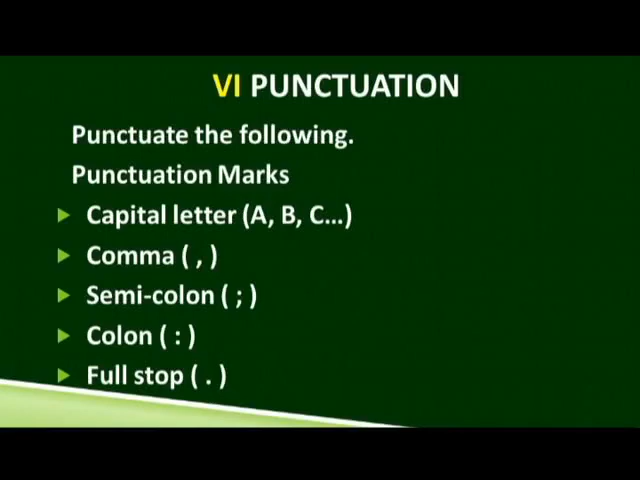 VI PUNCTUATION
Punctuate the following.
Punctuation Marks
Capital letter (A, B, C...)
Comma ( , )
Semi-colon ( ; )
Colon ( : )
Full stop ( . )